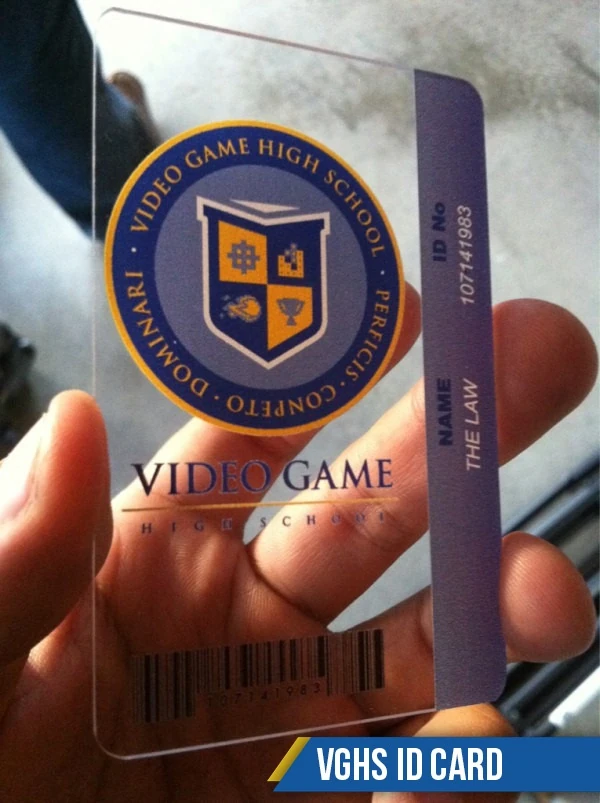 VIDEO GAME HIGH SCHOOL · PERFICIS · CONPETO · DOMINARI ·
VIDEO GAME
HIGH SCHOOL
107141983
ID No
107141983
NAME
THE LAW
VGHS ID CARD